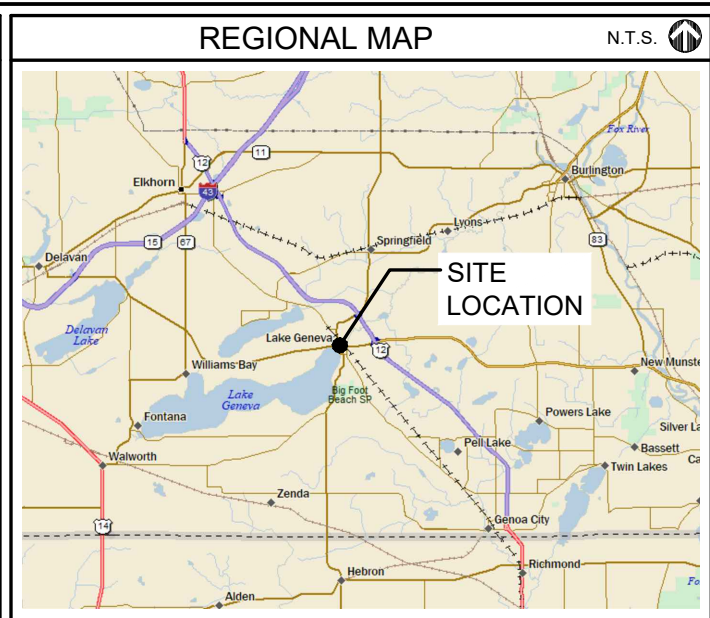 REGIONAL MAP
N.T.S.
Fox River
11
12
Burlington
Elkhorn
43
Lyons
15
67
Springfield
83
Delavan
SITE
LOCATION
Delavan
Lake
Lake Geneva
12
Williams Bay
New Munste
Lake
Geneva
Big Foot
Beach SP
Powers Lake
Fontana
Silver La
Pell Lake
Bassett
Walworth
Twin Lakes
Ca
Zenda
14
Genoa City
Richmond
Hebron
Fo
Alden